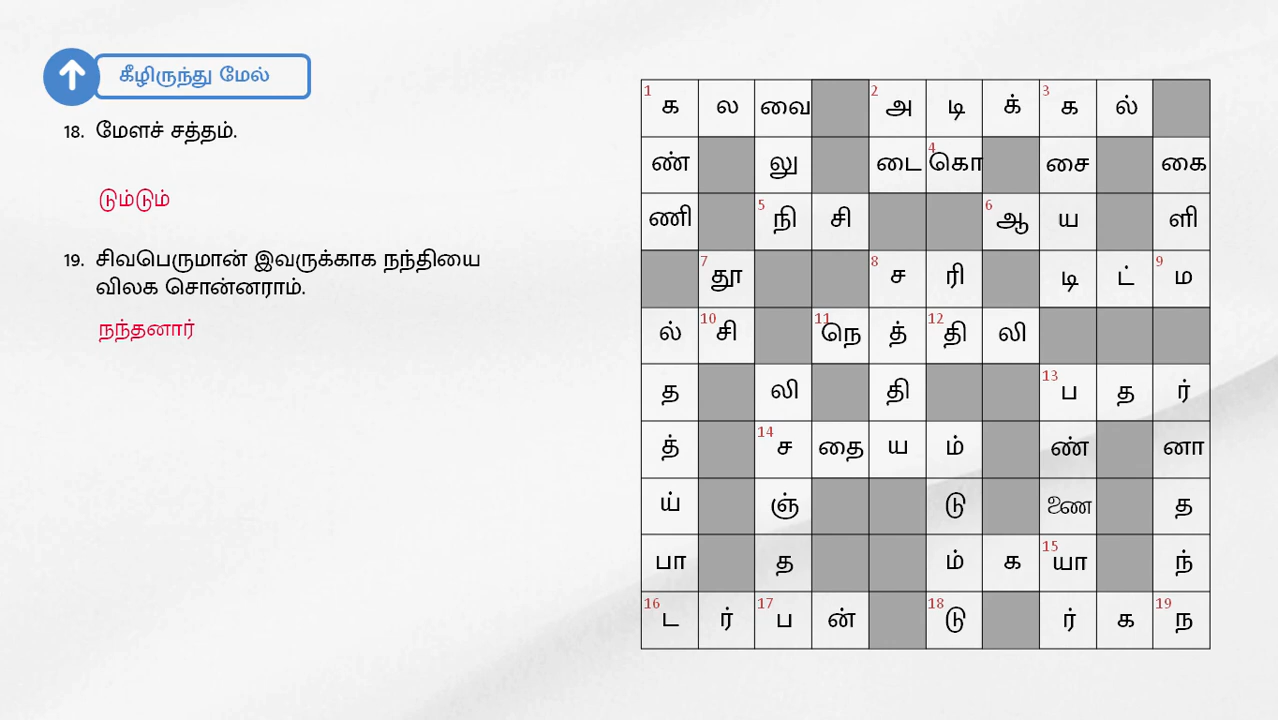 கீழிருந்து மேல்
18. மேளச் சத்தம்.
டும்டும்
19. சிவபெருமான் இவருக்காக நந்தியை
விலக சொன்னராம்.
நந்தனார்
1 க ல வை 2 அ டி க் 3 க ல்
ண் லு டை 4 கொ சை கை
ணி 5 நி சி 6 ஆ ய ளி
7 தூ 8 ச ரி டி ட் 9 ம
ல் 10 சி 11 நெ த் 12 தி லி
த லி தி 13 ப த ர்
த் 14 ச தை ய ம் ண் னா
ய் ஞ் டு ணை த
பா த ம் க 15 யா ந்
16 ட ர் 17 ப ன் 18 டு ர் க 19 ந